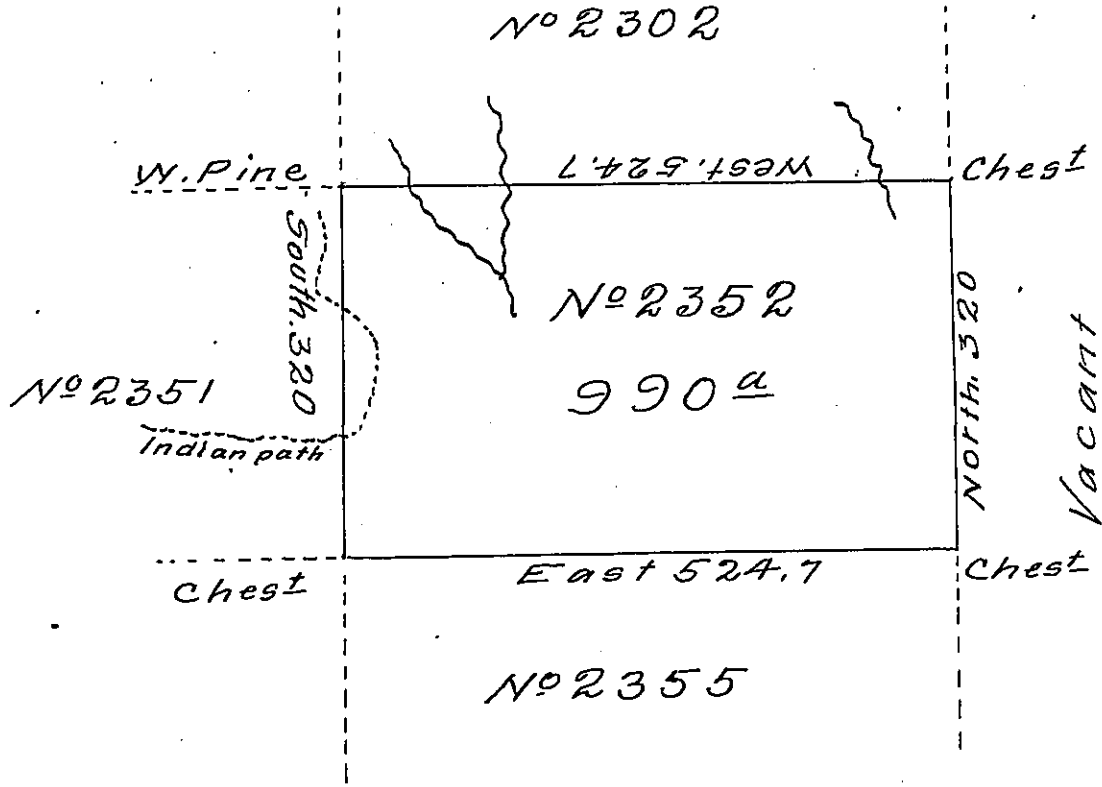 Nº 2302
W. Pine
West. 524.7
Chest
South. 320
Nº 2352
North. 320
Nº 2351
990 a
Vacant
Indian path
Chest
East 524.7
Chest
Nº 2355